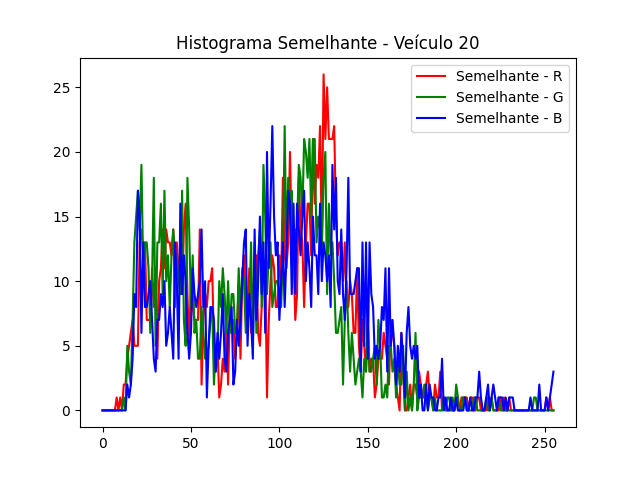 Histograma Semelhante - Veículo 20
Semelhante - R
Semelhante - G
Semelhante - B
25
20
15
10
5
0
0 50 100 150 200 250